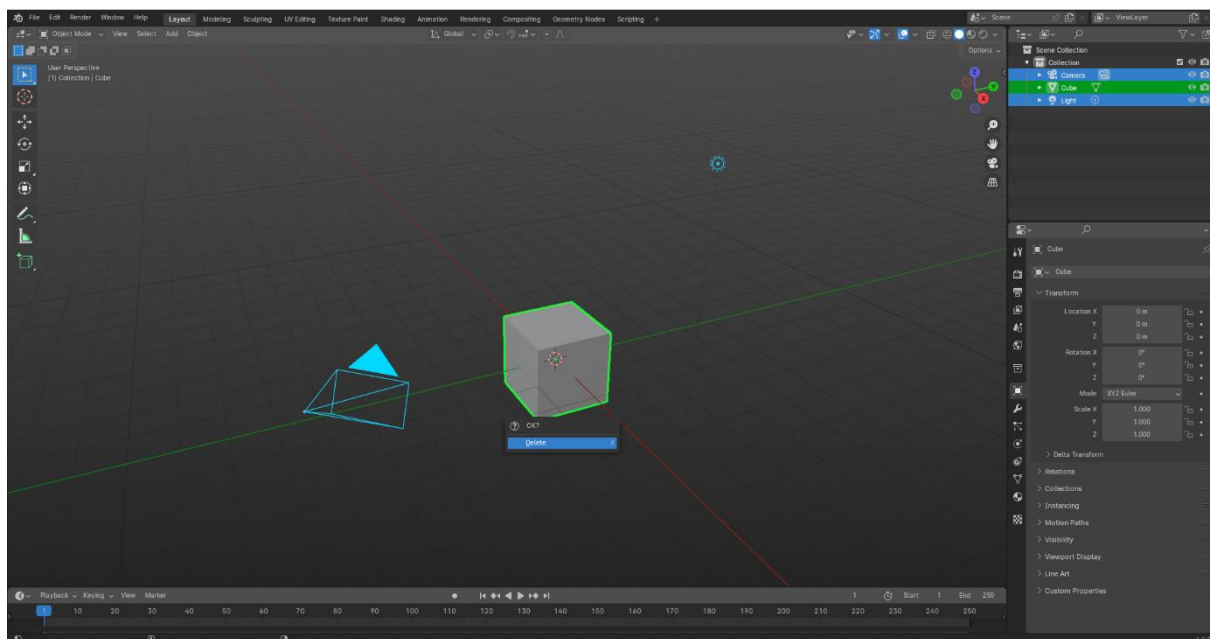 File Edit Render Window Help Layout Modeling Sculpting UV Editing Texture Paint Shading Animation Rendering Compositing Geometry Nodes Scripting + Scene ViewLayer
Object Mode View Select Add Object Global
Options
User Perspective
(1) Collection | Cube
Z
Y
X
OK?
Delete X
Scene Collection
Collection
Camera
Cube
Light
Cube
Cube
Transform
Location X 0 m
Y 0 m
Z 0 m
Rotation X 0°
Y 0°
Z 0°
Mode XYZ Euler
Scale X 1.000
Y 1.000
Z 1.000
Delta Transform
Relations
Collections
Instancing
Motion Paths
Visibility
Viewport Display
Line Art
Custom Properties
Playback Keying View Marker 1 Start 1 End 250
1 10 20 30 40 50 60 70 80 90 100 110 120 130 140 150 160 170 180 190 200 210 220 230 240 250